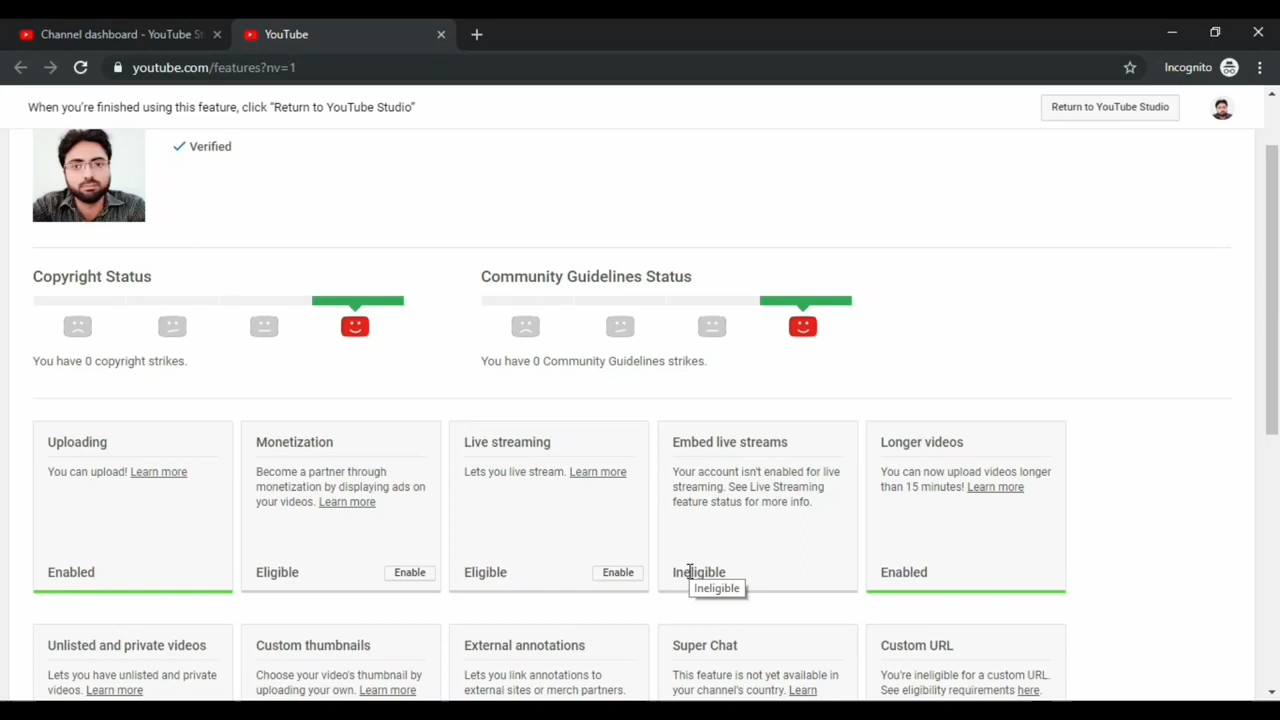 Channel dashboard - YouTube St
YouTube
youtube.com/features?nv=1
Incognito
When you're finished using this feature, click "Return to YouTube Studio"
Return to YouTube Studio
Verified
Copyright Status
Community Guidelines Status
You have 0 copyright strikes.
You have 0 Community Guidelines strikes.
Uploading
You can upload! Learn more
Enabled
Monetization
Become a partner through
monetization by displaying ads on
your videos. Learn more
Eligible
Enable
Live streaming
Lets you live stream. Learn more
Eligible
Enable
Embed live streams
Your account isn't enabled for live
streaming. See Live Streaming
feature status for more info.
Ineligible
Ineligible
Longer videos
You can now upload videos longer
than 15 minutes! Learn more
Enabled
Unlisted and private videos
Lets you have unlisted and private
videos. Learn more
Custom thumbnails
Choose your video's thumbnail by
uploading your own. Learn more
External annotations
Lets you link annotations to
external sites or merch partners.
Super Chat
This feature is not yet available in
your channel's country. Learn
Custom URL
You're ineligible for a custom URL.
See eligibility requirements here.